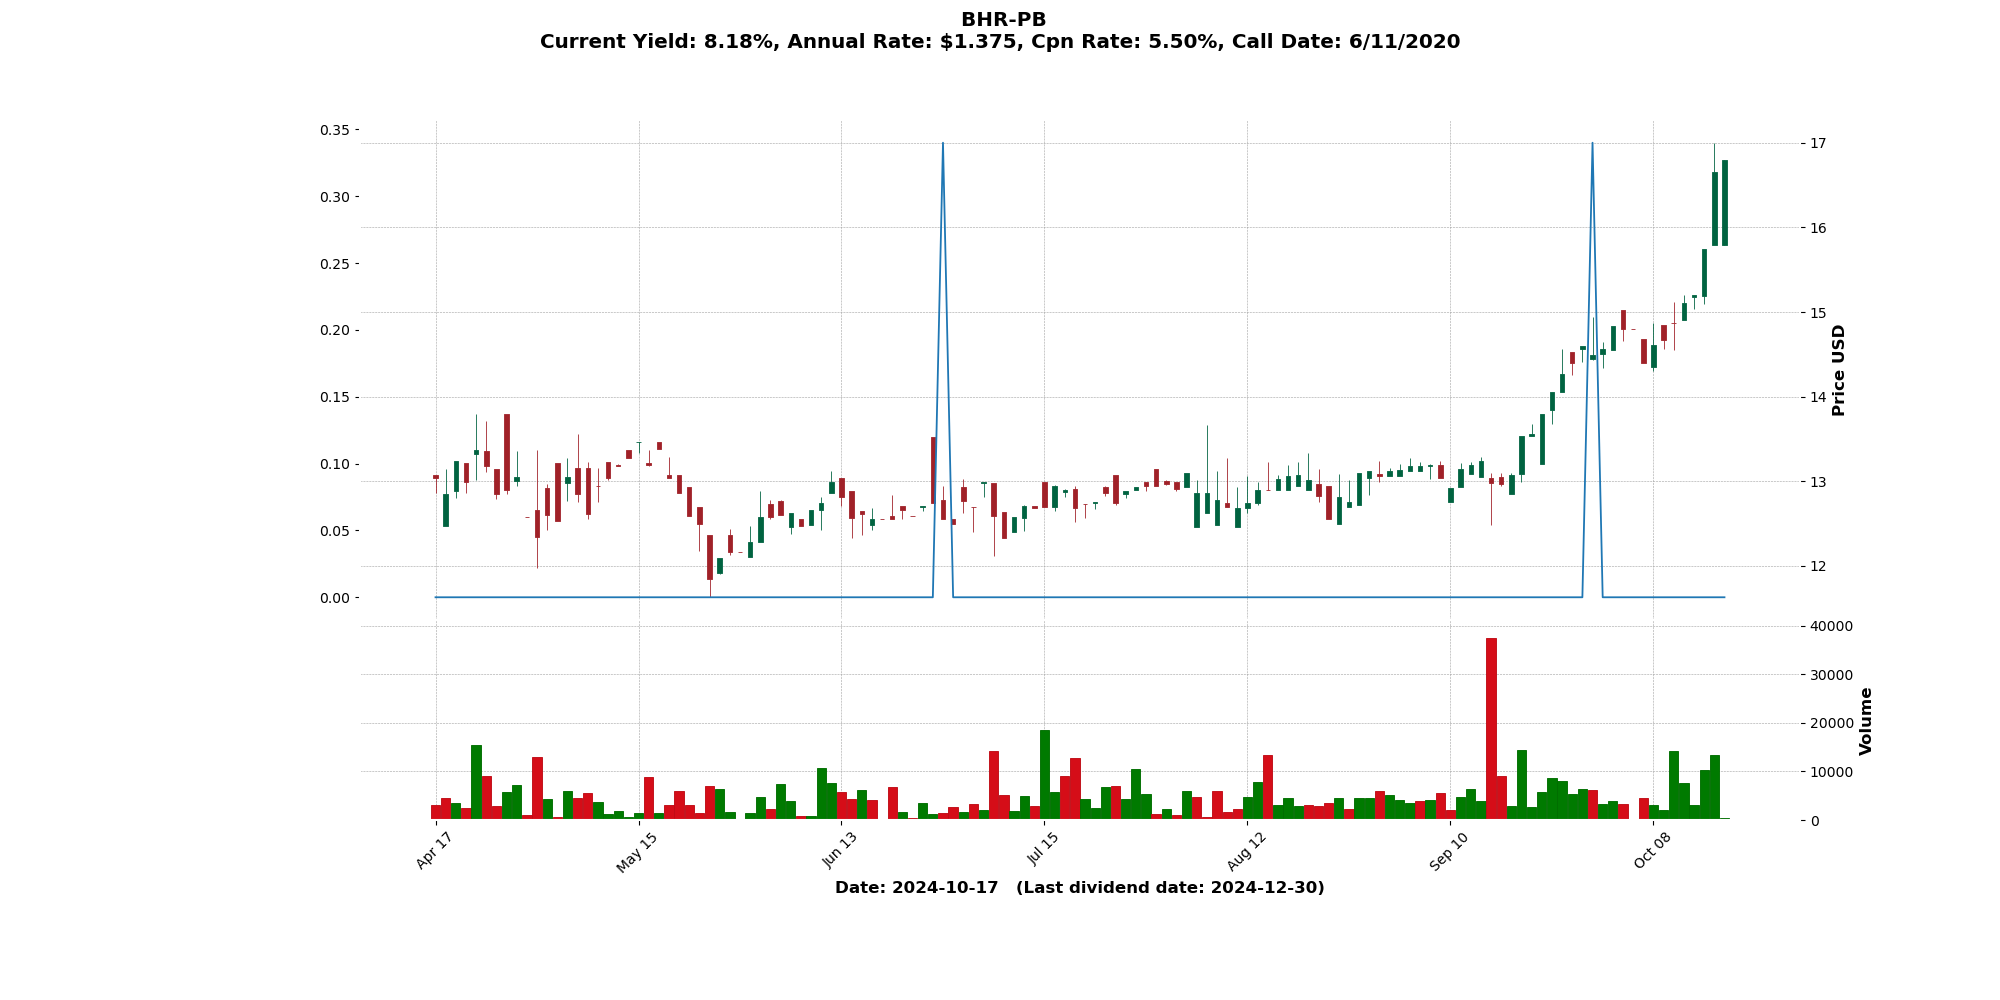 BHR-PB
Current Yield: 8.18%, Annual Rate: $1.375, Cpn Rate: 5.50%, Call Date: 6/11/2020
0.35
0.30
0.25
0.20
0.15
0.10
0.05
0.00
17
16
15
14
13
12
Price USD
40000
30000
20000
10000
0
Volume
Apr 17
May 15
Jun 13
Jul 15
Aug 12
Sep 10
Oct 08
Date: 2024-10-17 (Last dividend date: 2024-12-30)